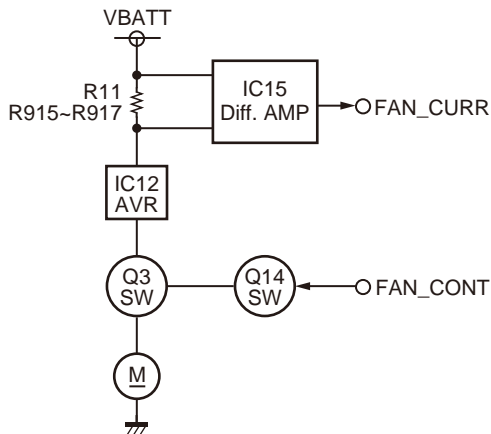 VBATT
R11
R915~R917
IC15
Diff. AMP
FAN_CURR
IC12
AVR
Q3
SW
Q14
SW
FAN_CONT
M